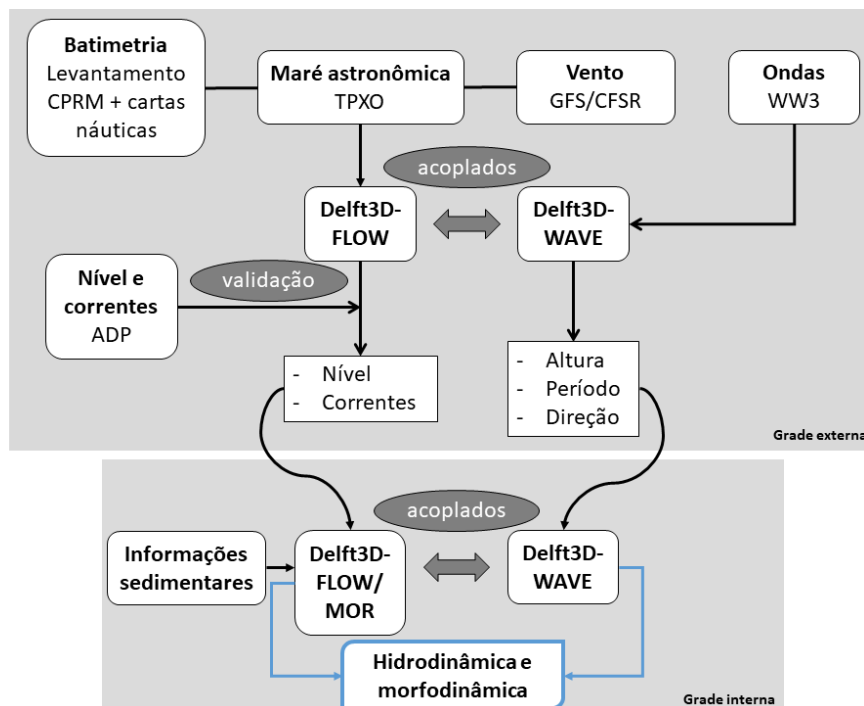 Batimetria
Levantamento
CPRM + cartas
náuticas
Maré astronômica
TPXO
Vento
GFS/CFSR
Ondas
WW3
acoplados
Delft3D-
FLOW
Delft3D-
WAVE
Nível e
correntes
ADP
validação
- Nível
- Correntes
- Altura
- Período
- Direção
Grade externa
acoplados
Informações
sedimentares
Delft3D-
FLOW/
MOR
Delft3D-
WAVE
Hidrodinâmica e
morfodinâmica
Grade interna